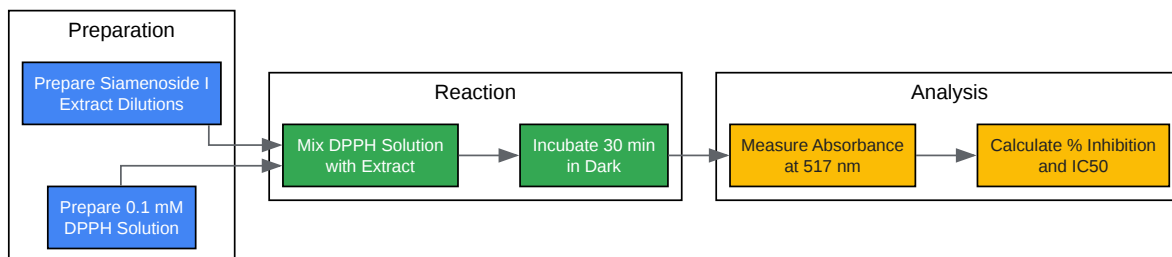 Preparation
Prepare Siamenoside I
Extract Dilutions
Prepare 0.1 mM
DPPH Solution
Reaction
Mix DPPH Solution
with Extract
Incubate 30 min
in Dark
Analysis
Measure Absorbance
at 517 nm
Calculate % Inhibition
and IC50